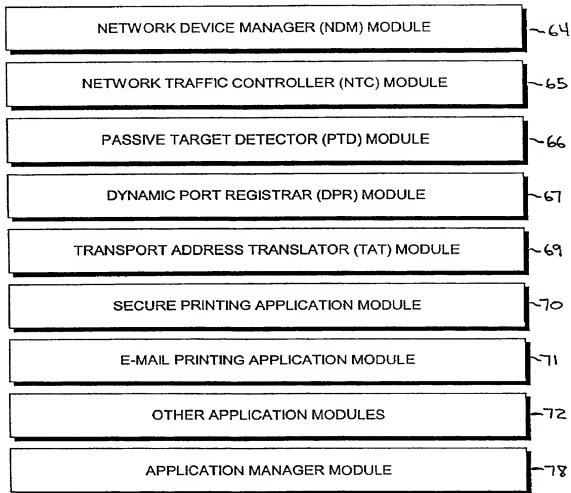 NETWORK DEVICE MANAGER (NDM) MODULE 64
NETWORK TRAFFIC CONTROLLER (NTC) MODULE 65
PASSIVE TARGET DETECTOR (PTD) MODULE 66
DYNAMIC PORT REGISTRAR (DPR) MODULE 67
TRANSPORT ADDRESS TRANSLATOR (TAT) MODULE 69
SECURE PRINTING APPLICATION MODULE 70
E-MAIL PRINTING APPLICATION MODULE 71
OTHER APPLICATION MODULES 72
APPLICATION MANAGER MODULE 78